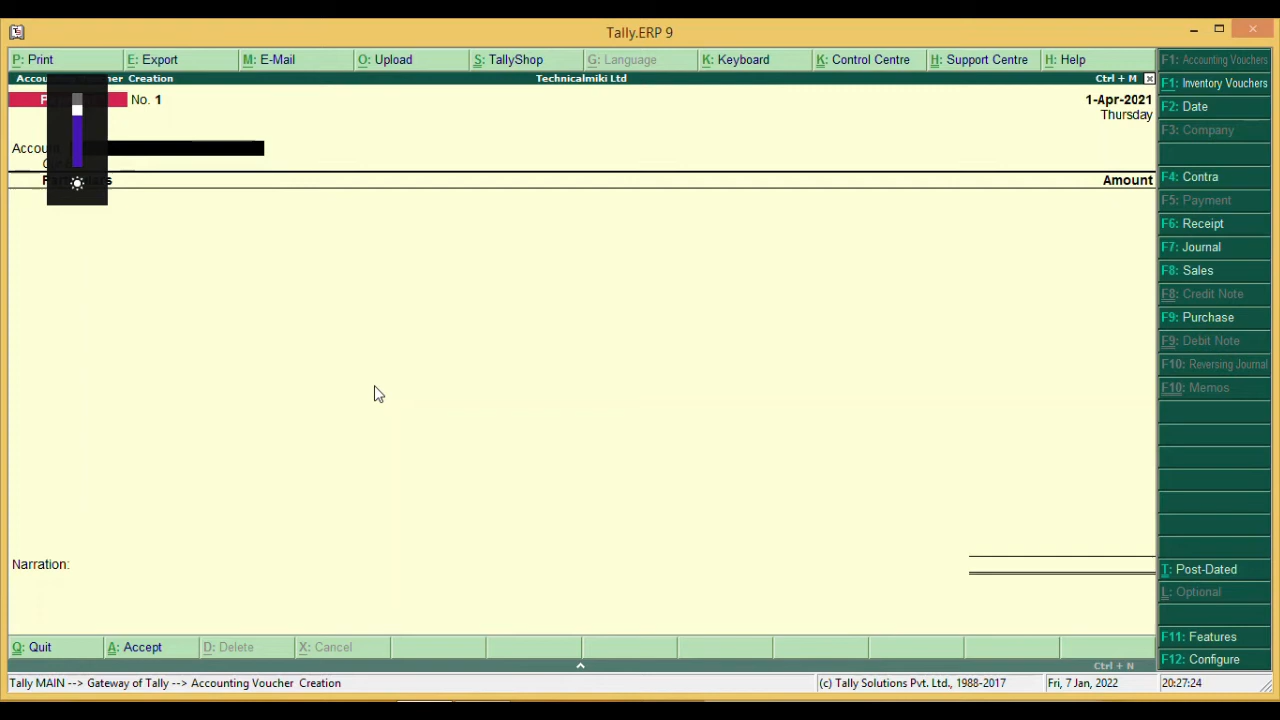 Tally.ERP 9
P: Print
E: Export
M: E-Mail
O: Upload
S: TallyShop
G: Language
K: Keyboard
K: Control Centre
H: Support Centre
H: Help
Creation
Technicalmiki Ltd
Ctrl + M
No. 1
1-Apr-2021
Thursday
Account
Amount
Narration:
F1: Accounting Vouchers
F1: Inventory Vouchers
F2: Date
F3: Company
F4: Contra
F5: Payment
F6: Receipt
F7: Journal
F8: Sales
F8: Credit Note
F9: Purchase
F9: Debit Note
F10: Reversing Journal
F10: Memos
T: Post-Dated
L: Optional
F11: Features
F12: Configure
Q: Quit
A: Accept
D: Delete
X: Cancel
Ctrl + N
Tally MAIN --> Gateway of Tally --> Accounting Voucher Creation
(c) Tally Solutions Pvt. Ltd., 1988-2017
Fri, 7 Jan, 2022
20:27:24